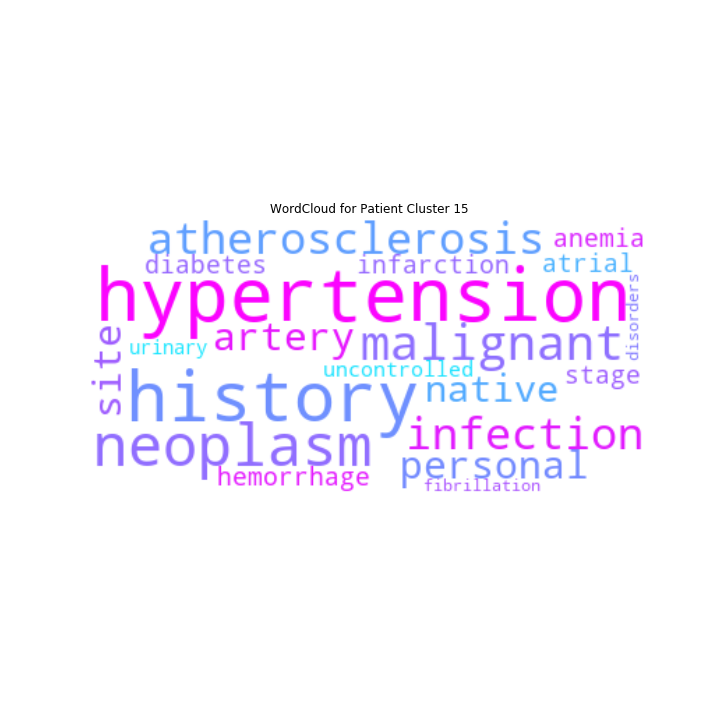 WordCloud for Patient Cluster 15
atherosclerosis
anemia
diabetes
infarction
atrial
hypertension
disorders
artery
malignant
site
urinary
uncontrolled
stage
history
native
neoplasm
infection
personal
hemorrhage
fibrillation